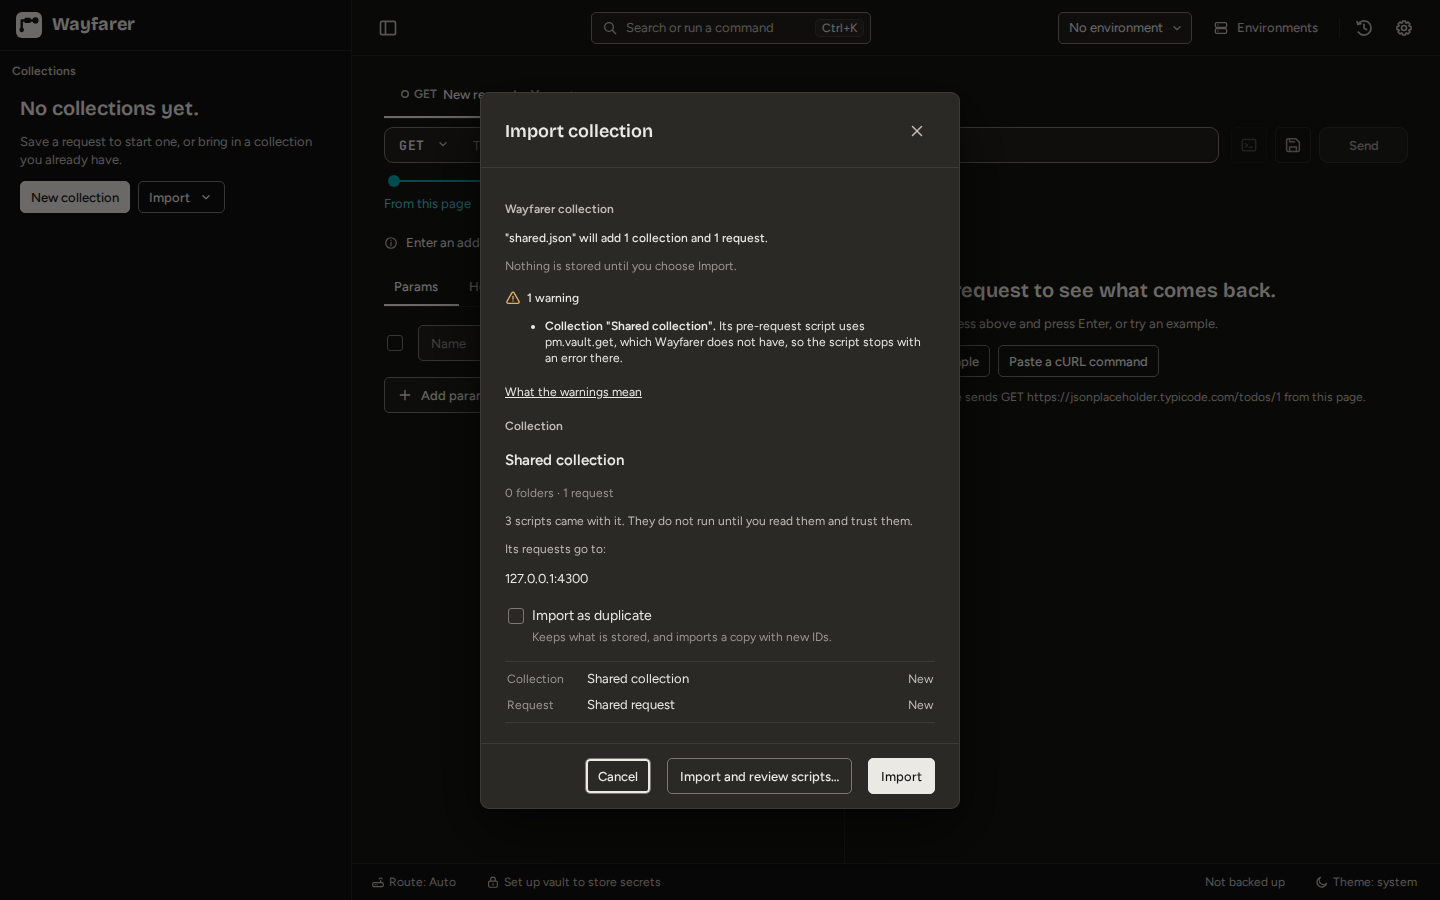 Wayfarer
Search or run a command
Ctrl+K
No environment
Environments
Collections
No collections yet.
Save a request to start one, or bring in a collection
you already have.
New collection
Import
GET New
GET
Send
From this page
Enter an add
Params
Name
Add para
request to see what comes back.
ess above and press Enter, or try an example.
Paste a cURL command
sends GET https://jsonplaceholder.typicode.com/todos/1 from this page.
Import collection
Wayfarer collection
"shared.json" will add 1 collection and 1 request.
Nothing is stored until you choose Import.
1 warning
Collection "Shared collection". Its pre-request script uses
pm.vault.get, which Wayfarer does not have, so the script stops with
an error there.
What the warnings mean
Collection
Shared collection
0 folders · 1 request
3 scripts came with it. They do not run until you read them and trust them.
Its requests go to:
127.0.0.1:4300
Import as duplicate
Keeps what is stored, and imports a copy with new IDs.
Collection Shared collection New
Request Shared request New
Cancel
Import and review scripts...
Import
Route: Auto
Set up vault to store secrets
Not backed up
Theme: system